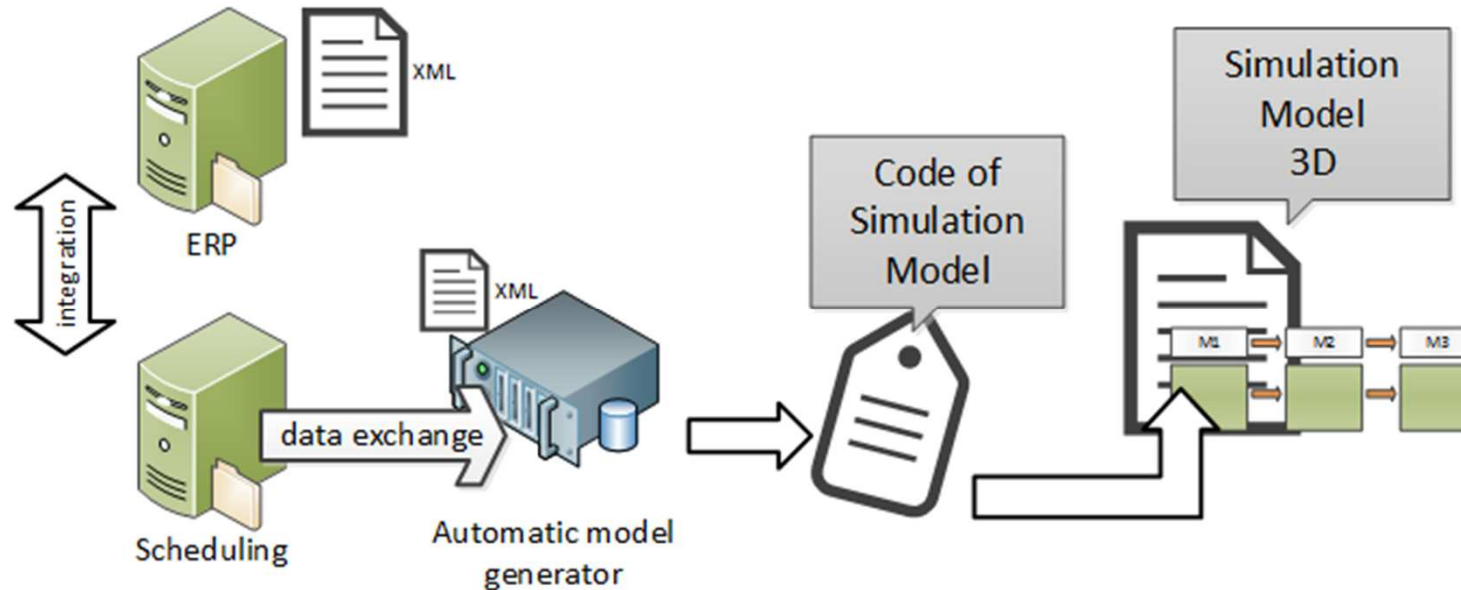 XML
ERP
integration
Scheduling
XML
data exchange
Automatic model
generator
Code of
Simulation
Model
Simulation
Model
3D
M1
M2
M3